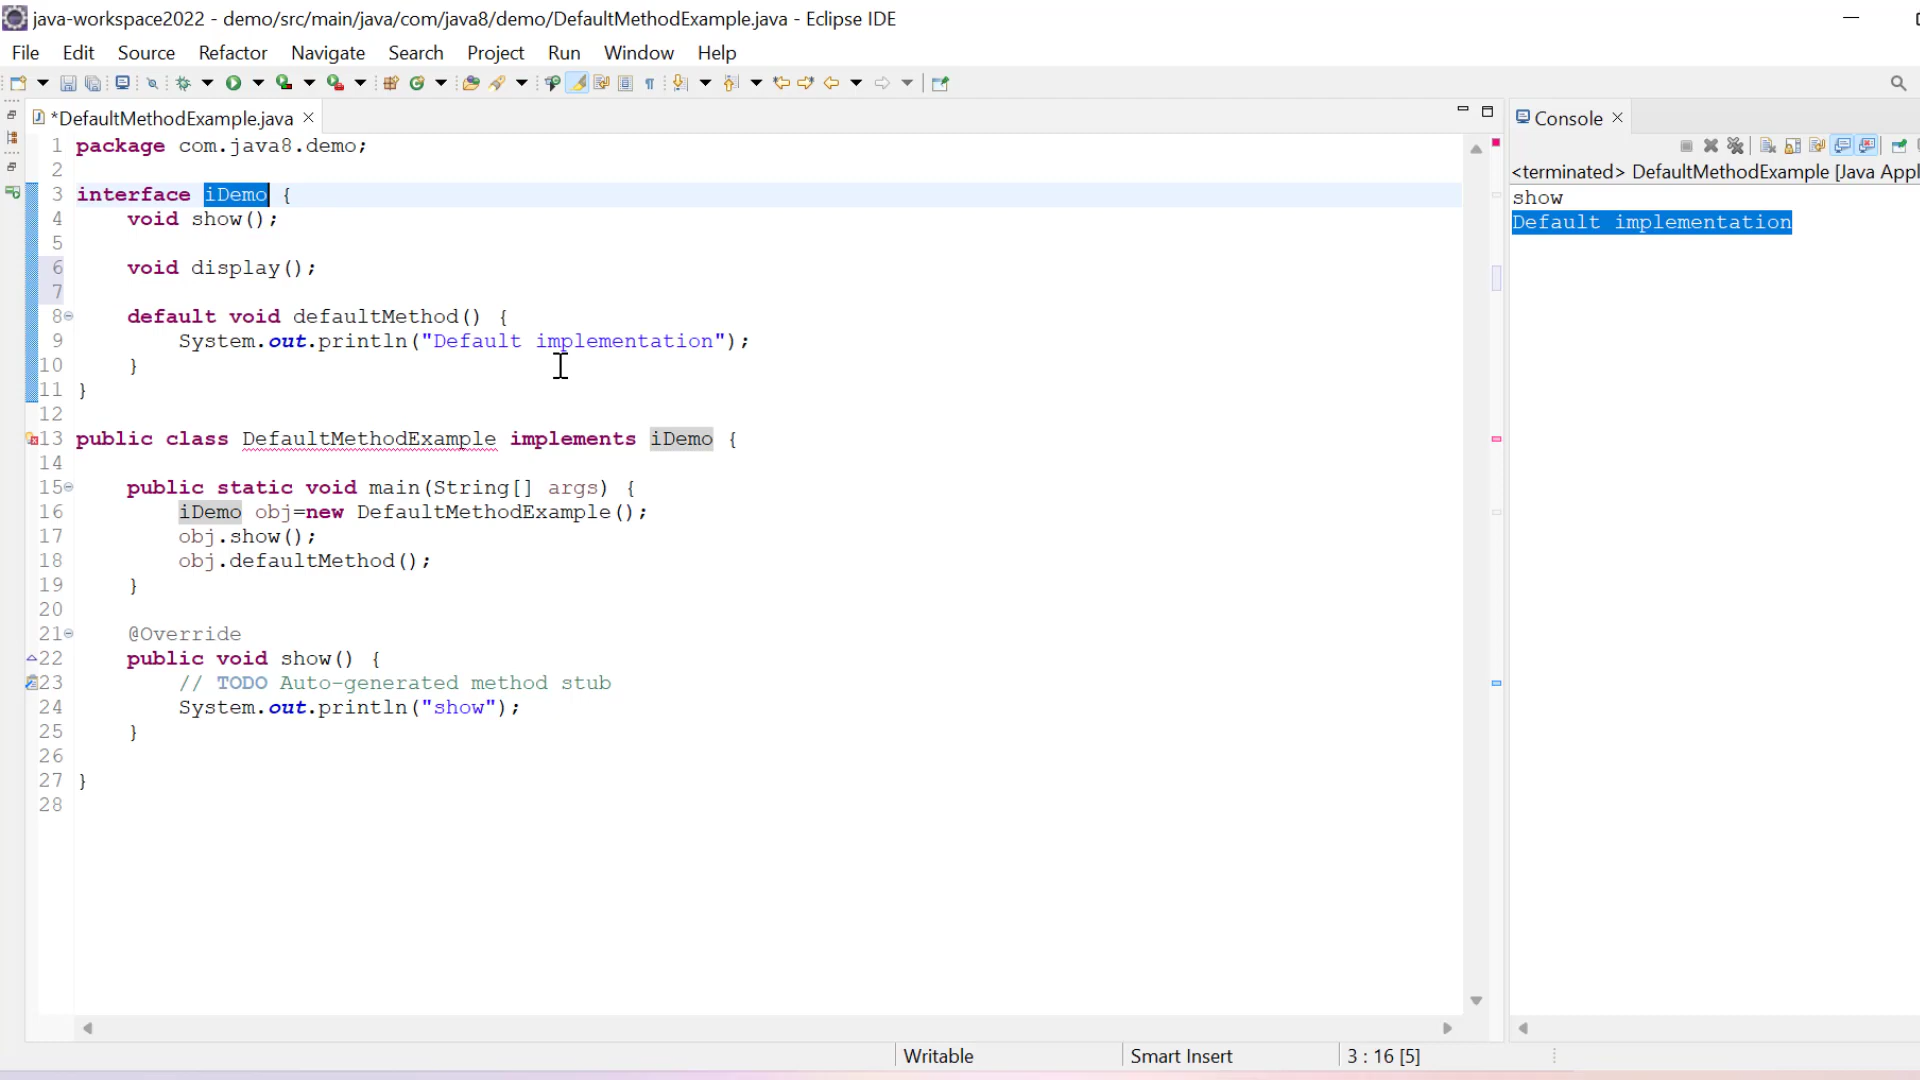 java-workspace2022 - demo/src/main/java/com/java8/demo/DefaultMethodExample.java - Eclipse IDE
File Edit Source Refactor Navigate Search Project Run Window Help
*DefaultMethodExample.java
1 package com.java8.demo;
2
3 interface iDemo {
4 void show();
5
6 void display();
7
8 default void defaultMethod() {
9 System.out.println("Default implementation");
10 }
11 }
12
13 public class DefaultMethodExample implements iDemo {
14
15 public static void main(String[] args) {
16 iDemo obj=new DefaultMethodExample();
17 obj.show();
18 obj.defaultMethod();
19 }
20
21 @Override
22 public void show() {
23 // TODO Auto-generated method stub
24 System.out.println("show");
25 }
26
27 }
28
Console
<terminated> DefaultMethodExample [Java Appl
show
Default implementation
Writable Smart Insert 3 : 16 [5]